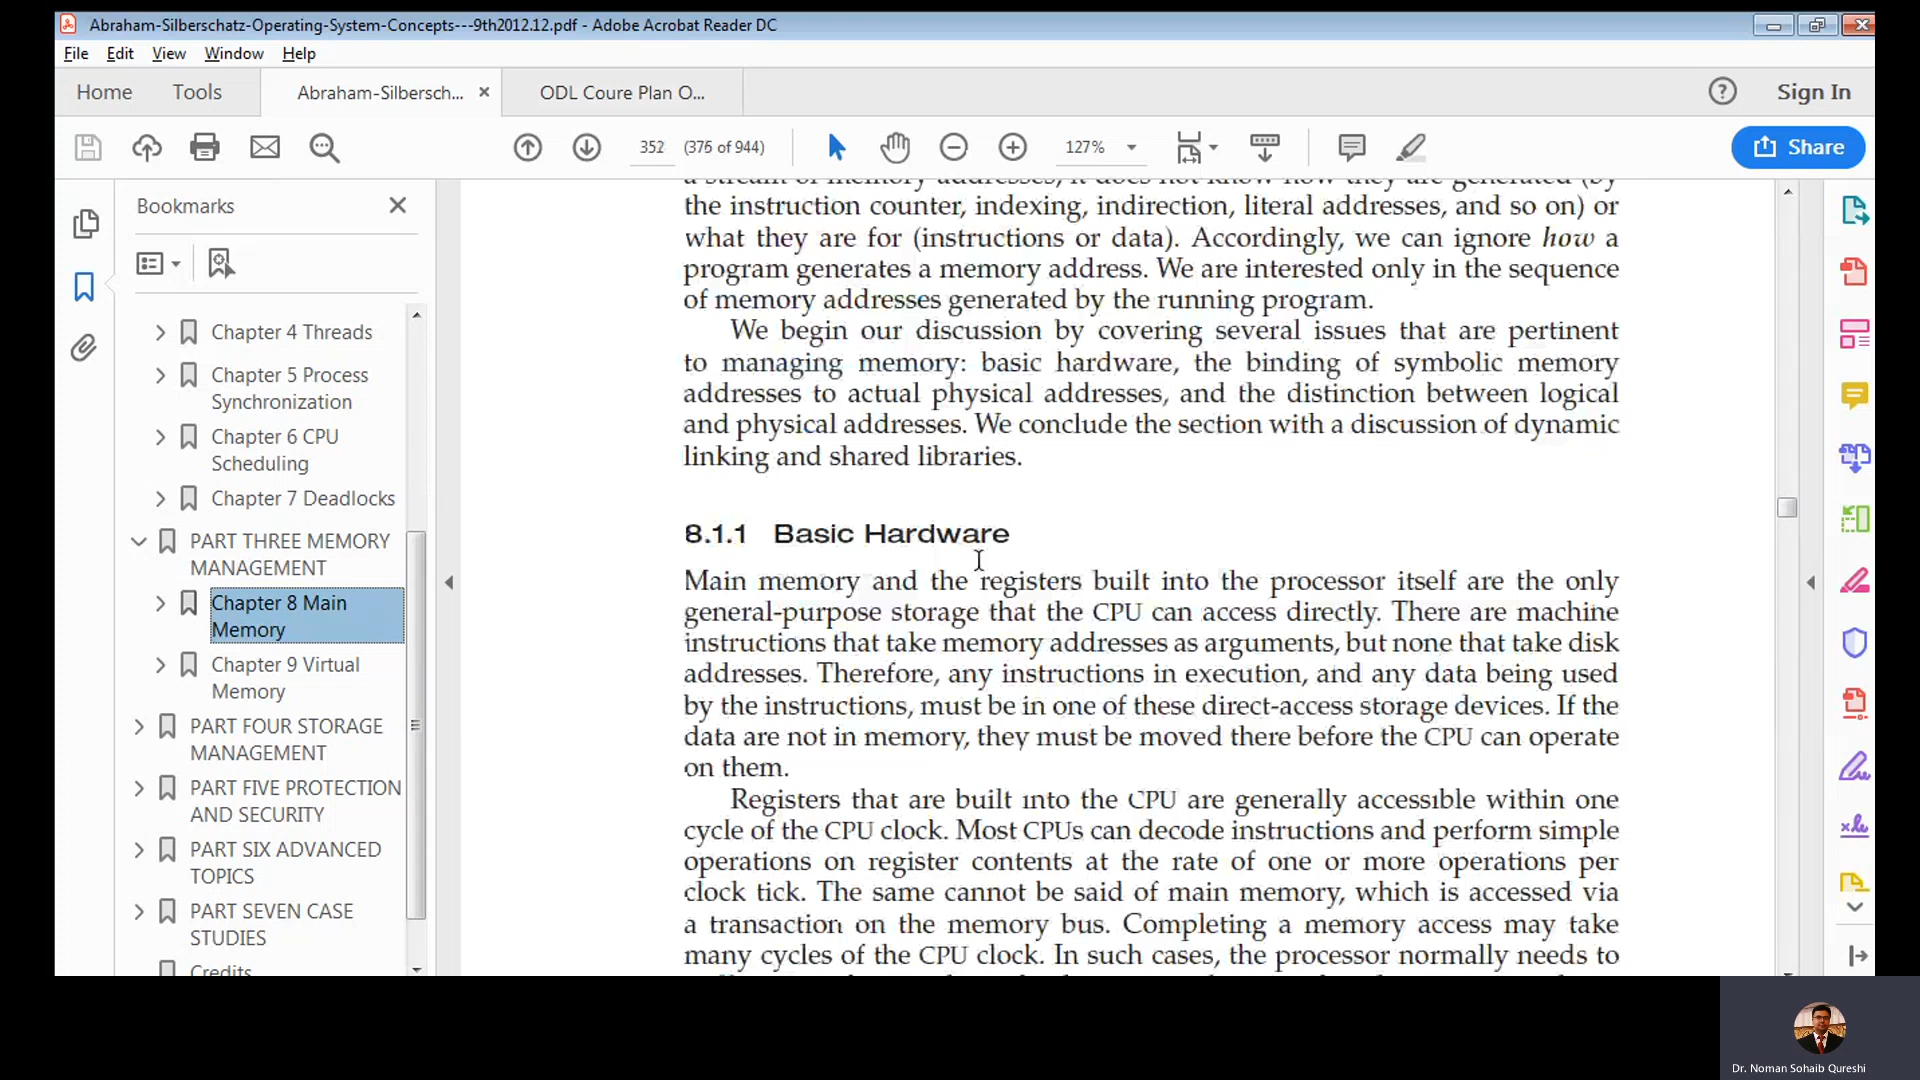 Abraham-Silberschatz-Operating-System-Concepts---9th2012.12.pdf - Adobe Acrobat Reader DC
File Edit View Window Help
Home Tools Abraham-Silbersch... ODL Coure Plan O... Sign In
352 (376 of 944) 127% Share
Bookmarks
Chapter 4 Threads
Chapter 5 Process
Synchronization
Chapter 6 CPU
Scheduling
Chapter 7 Deadlocks
PART THREE MEMORY
MANAGEMENT
Chapter 8 Main
Memory
Chapter 9 Virtual
Memory
PART FOUR STORAGE
MANAGEMENT
PART FIVE PROTECTION
AND SECURITY
PART SIX ADVANCED
TOPICS
PART SEVEN CASE
STUDIES
Credits
a stream of memory addresses; it does not know how they are generated (by
the instruction counter, indexing, indirection, literal addresses, and so on) or
what they are for (instructions or data). Accordingly, we can ignore how a
program generates a memory address. We are interested only in the sequence
of memory addresses generated by the running program.
We begin our discussion by covering several issues that are pertinent
to managing memory: basic hardware, the binding of symbolic memory
addresses to actual physical addresses, and the distinction between logical
and physical addresses. We conclude the section with a discussion of dynamic
linking and shared libraries.
8.1.1 Basic Hardware
Main memory and the registers built into the processor itself are the only
general-purpose storage that the CPU can access directly. There are machine
instructions that take memory addresses as arguments, but none that take disk
addresses. Therefore, any instructions in execution, and any data being used
by the instructions, must be in one of these direct-access storage devices. If the
data are not in memory, they must be moved there before the CPU can operate
on them.
Registers that are built into the CPU are generally accessible within one
cycle of the CPU clock. Most CPUs can decode instructions and perform simple
operations on register contents at the rate of one or more operations per
clock tick. The same cannot be said of main memory, which is accessed via
a transaction on the memory bus. Completing a memory access may take
many cycles of the CPU clock. In such cases, the processor normally needs to
Dr. Noman Sohaib Qureshi